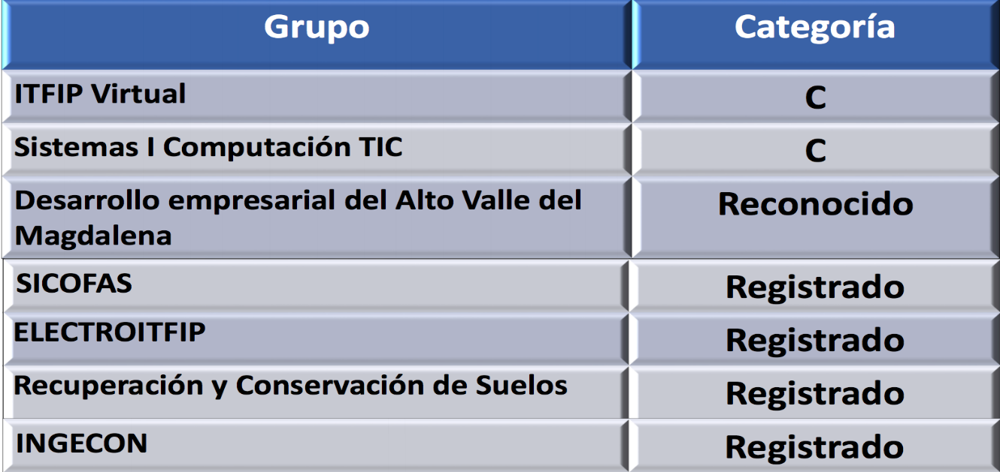 Grupo Categoría
ITFIP Virtual C
Sistemas I Computación TIC C
Desarrollo empresarial del Alto Valle del Reconocido
Magdalena
SICOFAS Registrado
ELECTROITFIP Registrado
Recuperación y Conservación de Suelos Registrado
INGECON Registrado